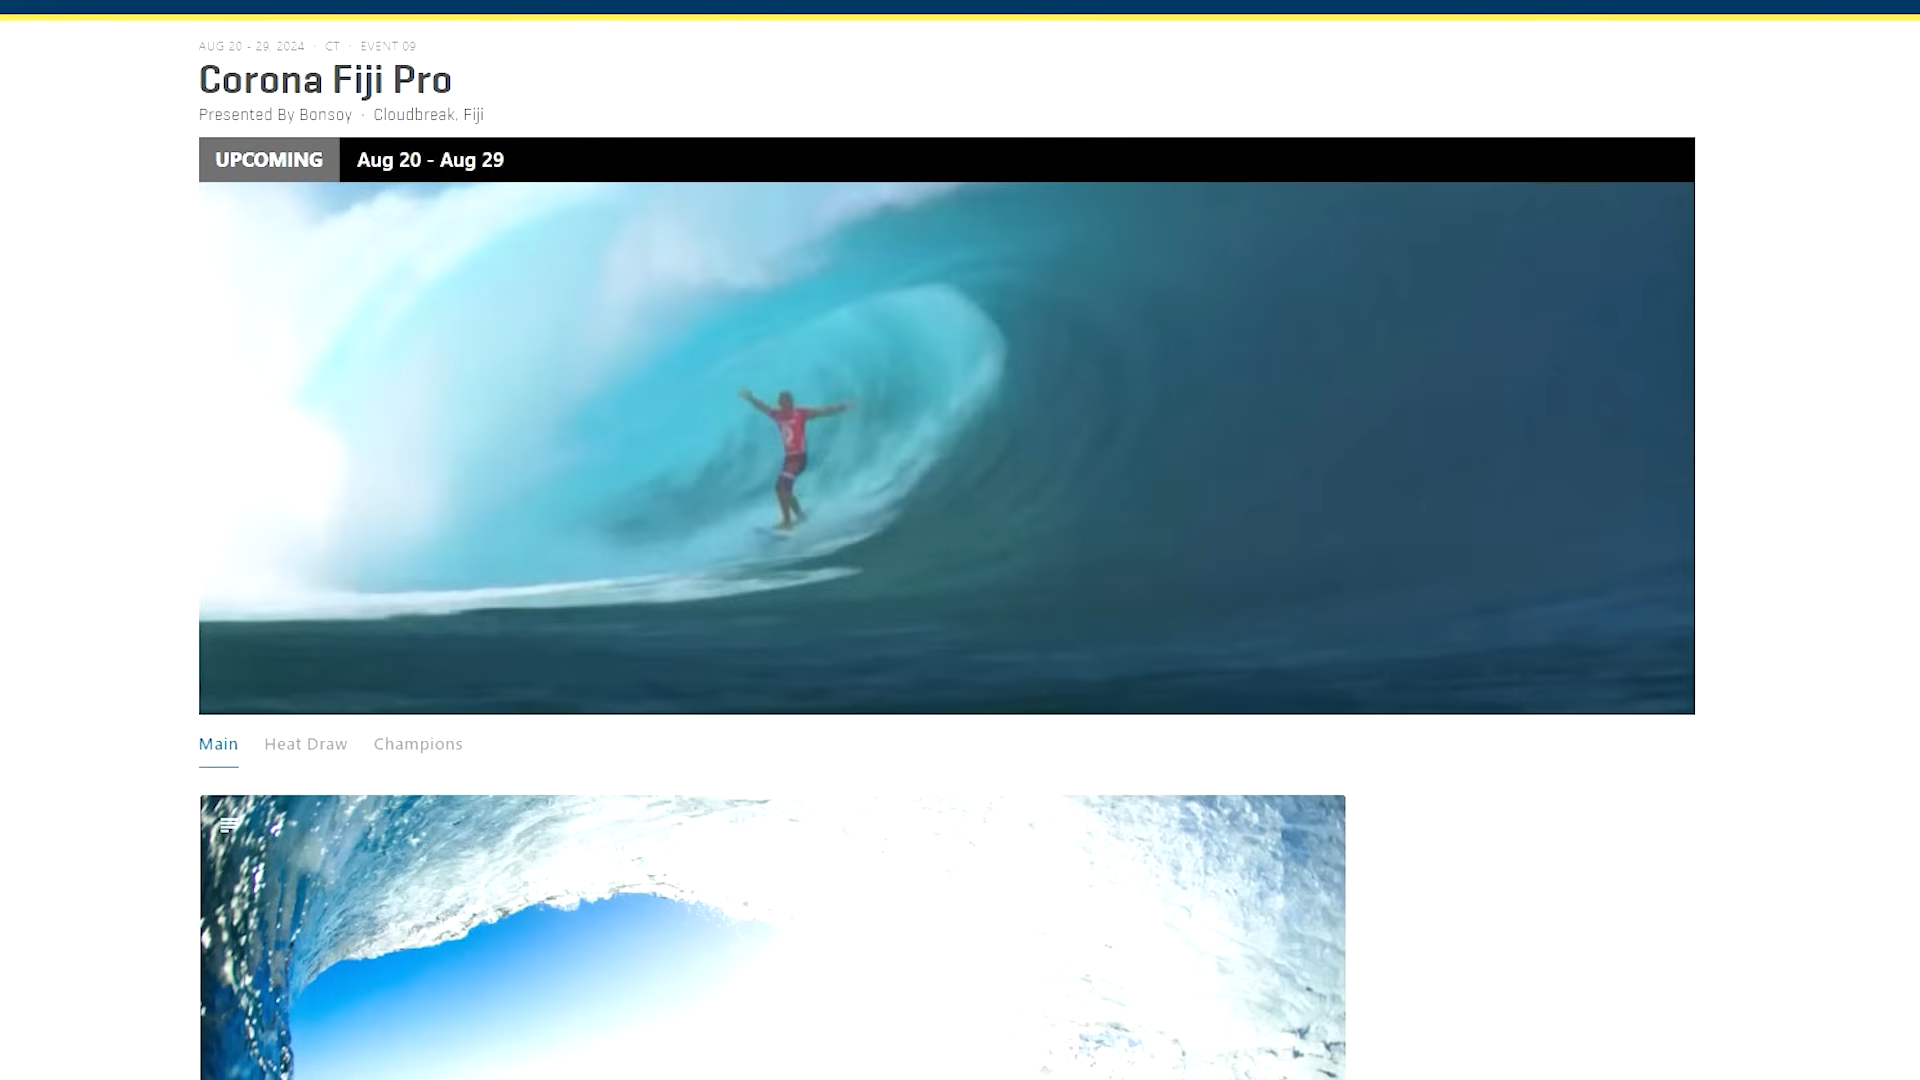 AUG 20 - 29, 2024 · CT · EVENT 09
Corona Fiji Pro
Presented By Bonsoy · Cloudbreak, Fiji
UPCOMING Aug 20 - Aug 29
Main Heat Draw Champions